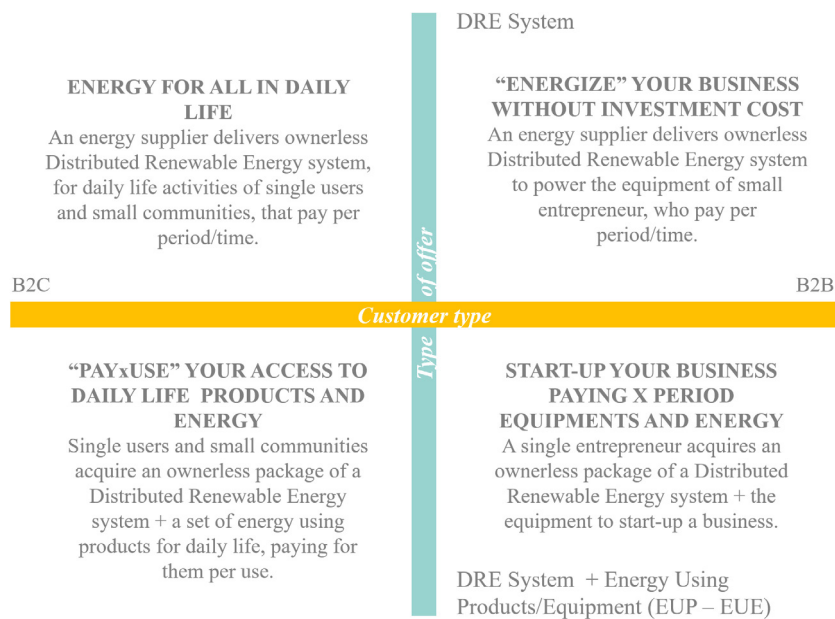 DRE System
ENERGY FOR ALL IN DAILY
LIFE
An energy supplier delivers ownerless
Distributed Renewable Energy system,
for daily life activities of single users
and small communities, that pay per
period/time.
“ENERGIZE” YOUR BUSINESS
WITHOUT INVESTMENT COST
An energy supplier delivers ownerless
Distributed Renewable Energy system
to power the equipment of small
entrepreneur, who pay per
period/time.
B2C
B2B
Customer type
Type of offer
“PAYxUSE” YOUR ACCESS TO
DAILY LIFE PRODUCTS AND
ENERGY
Single users and small communities
acquire an ownerless package of a
Distributed Renewable Energy
system + a set of energy using
products for daily life, paying for
them per use.
START-UP YOUR BUSINESS
PAYING X PERIOD
EQUIPMENTS AND ENERGY
A single entrepreneur acquires an
ownerless package of a Distributed
Renewable Energy system + the
equipment to start-up a business.
DRE System + Energy Using
Products/Equipment (EUP – EUE)